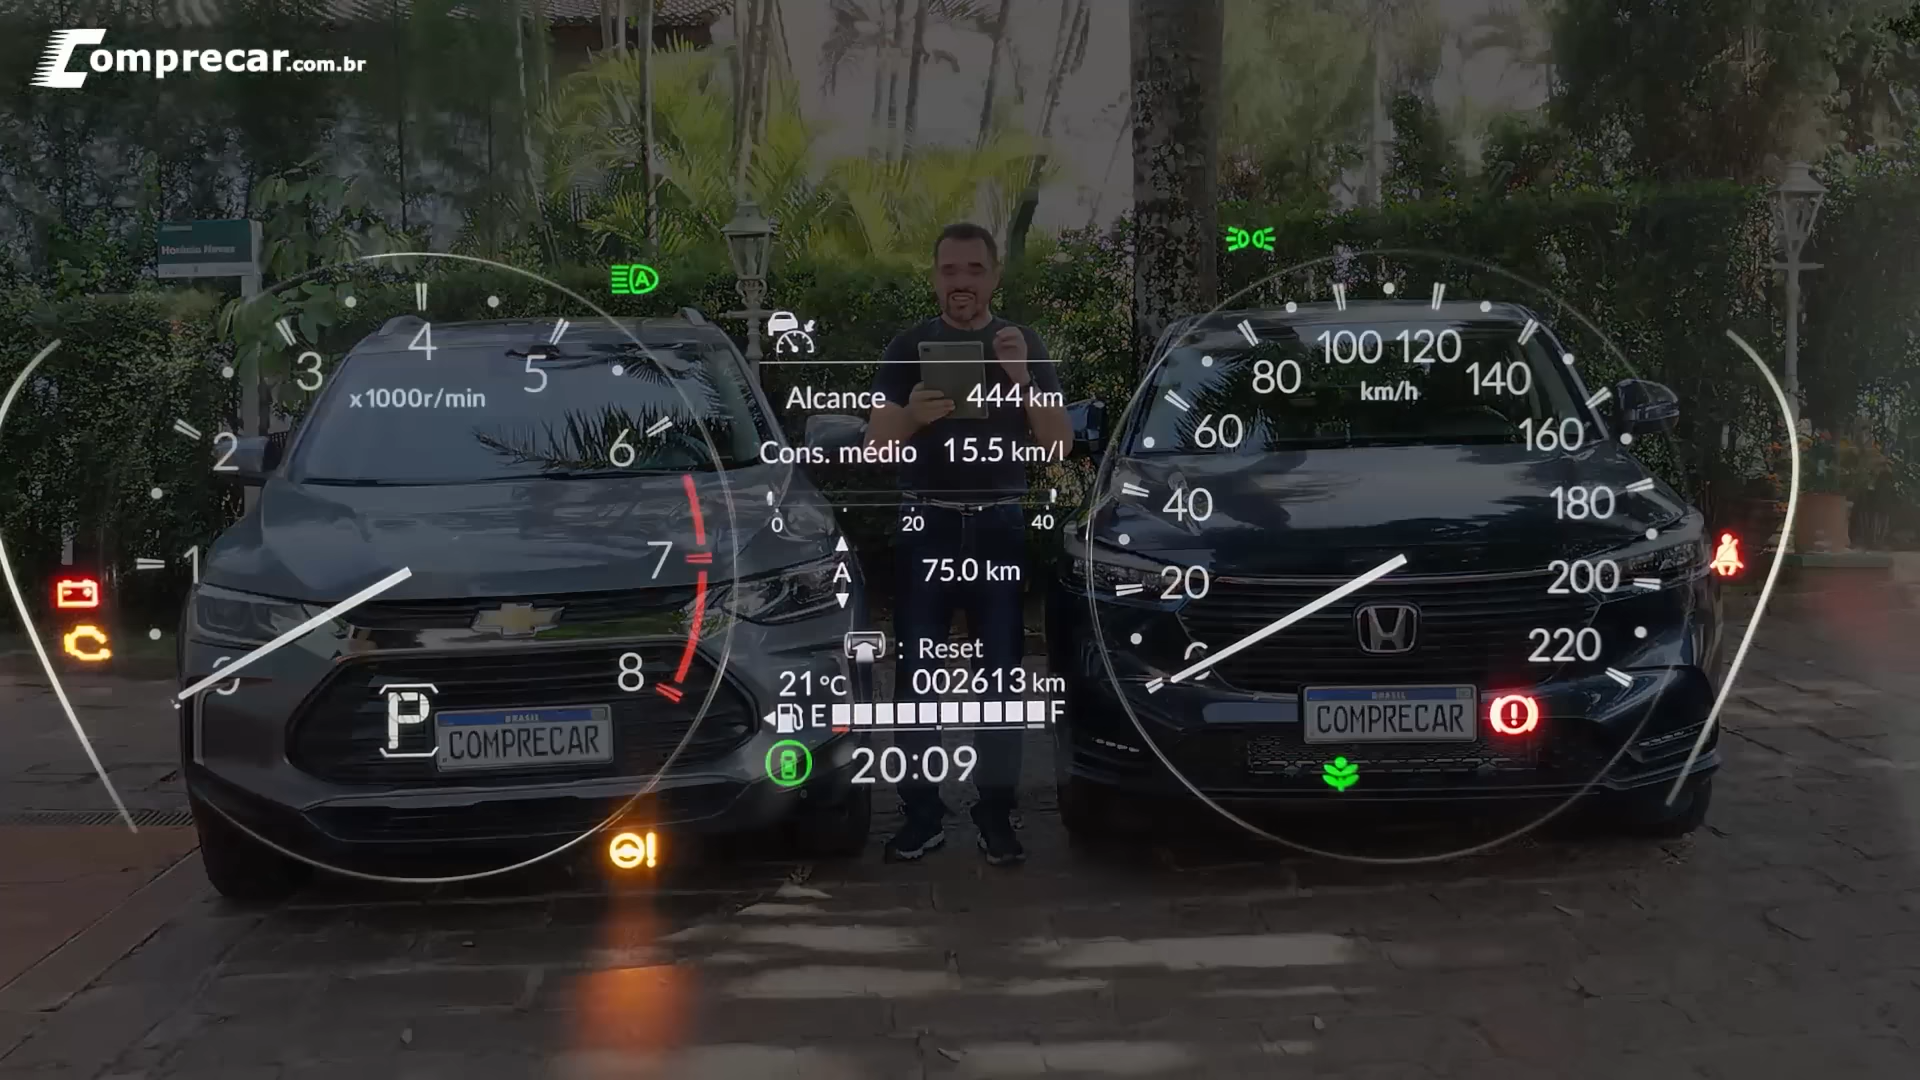 Comprecar.com.br
3
4
5
x1000r/min
2
6
1
7
8
P
Alcance 444 km
Cons. médio 15.5 km/l
0 20 40
A 75.0 km
: Reset
21°C 002613 km
E F
20:09
80
100
120
140
km/h
60
160
40
180
20
200
220
BRASIL
COMPRECAR
BRASIL
COMPRECAR